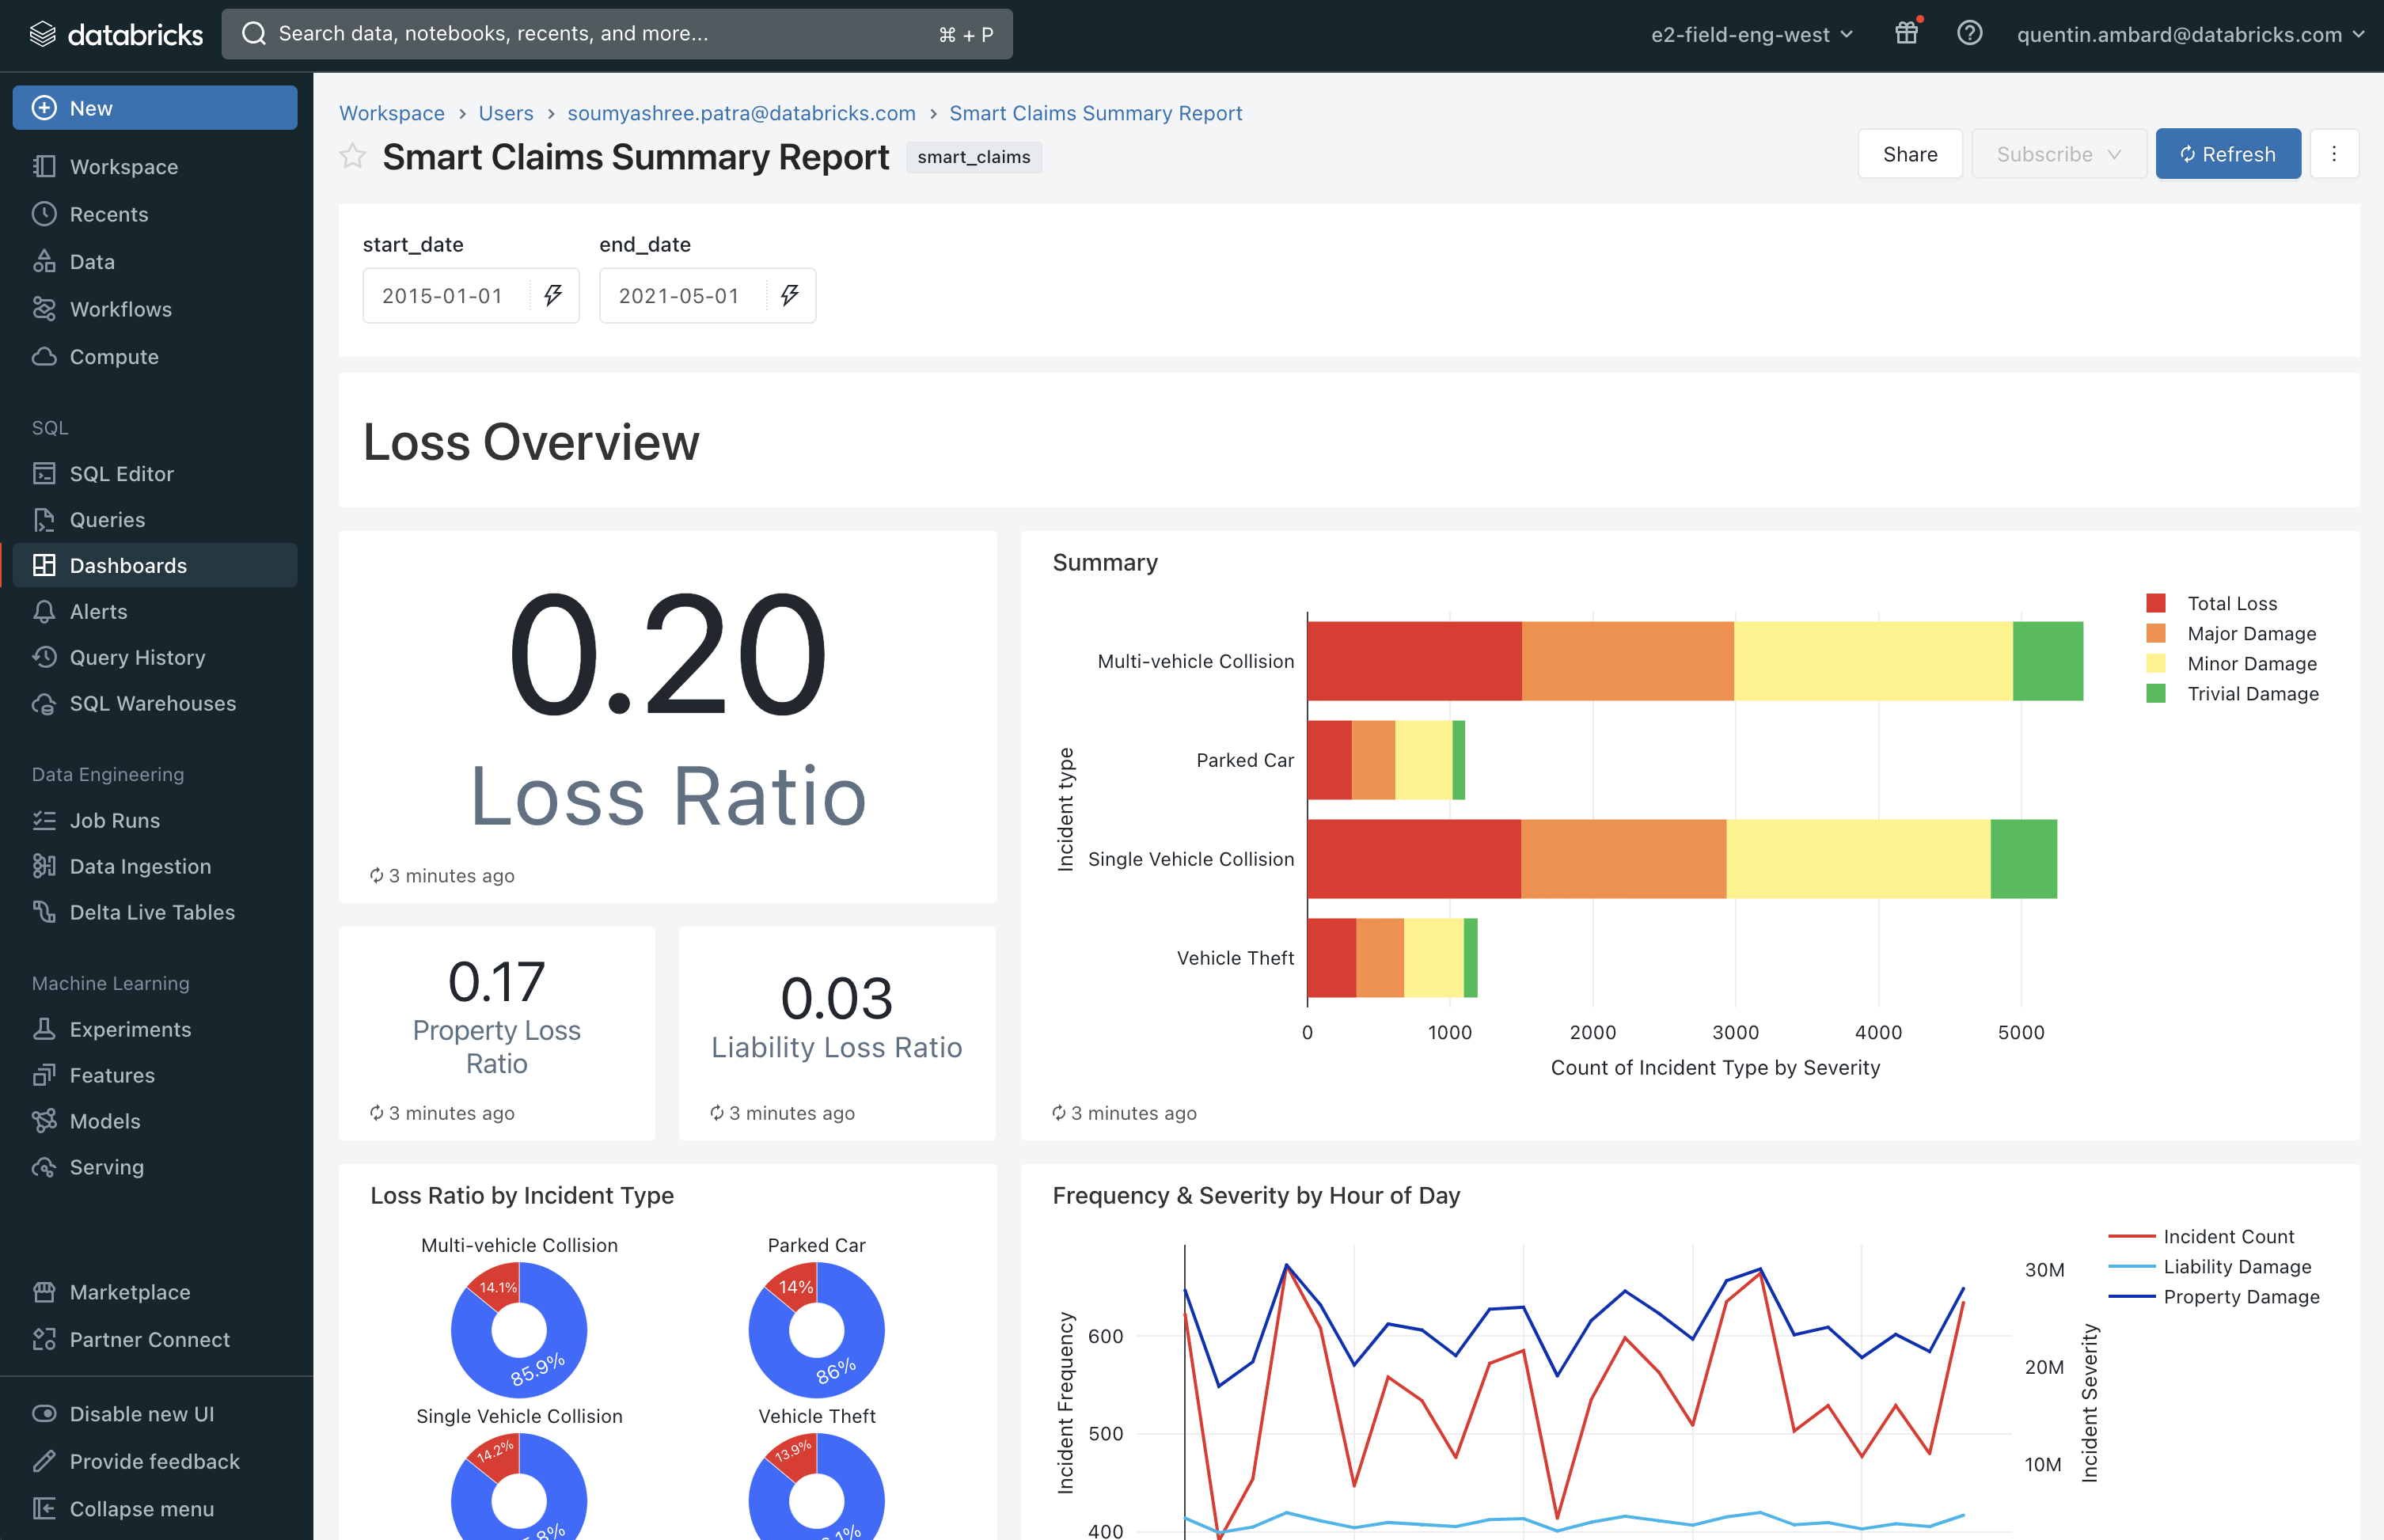 databricks
Search data, notebooks, recents, and more...
⌘ + P
e2-field-eng-west
quentin.ambard@databricks.com
New
Workspace
Recents
Data
Workflows
Compute
SQL
SQL Editor
Queries
Dashboards
Alerts
Query History
SQL Warehouses
Data Engineering
Job Runs
Data Ingestion
Delta Live Tables
Machine Learning
Experiments
Features
Models
Serving
Marketplace
Partner Connect
Disable new UI
Provide feedback
Collapse menu
Workspace > Users > soumyashree.patra@databricks.com > Smart Claims Summary Report
Smart Claims Summary Report
smart_claims
Share
Subscribe
Refresh
start_date
end_date
2015-01-01
2021-05-01
Loss Overview
0.20
Loss Ratio
3 minutes ago
0.17
Property Loss
Ratio
3 minutes ago
0.03
Liability Loss Ratio
3 minutes ago
Summary
Incident type
Multi-vehicle Collision
Parked Car
Single Vehicle Collision
Vehicle Theft
0 1000 2000 3000 4000 5000
Count of Incident Type by Severity
Total Loss
Major Damage
Minor Damage
Trivial Damage
3 minutes ago
Loss Ratio by Incident Type
Multi-vehicle Collision
14.1%
85.9%
Parked Car
14%
86%
Single Vehicle Collision
14.2%
Vehicle Theft
13.9%
Frequency & Severity by Hour of Day
Incident Frequency
600
500
400
30M
20M
10M
Incident Severity
Incident Count
Liability Damage
Property Damage